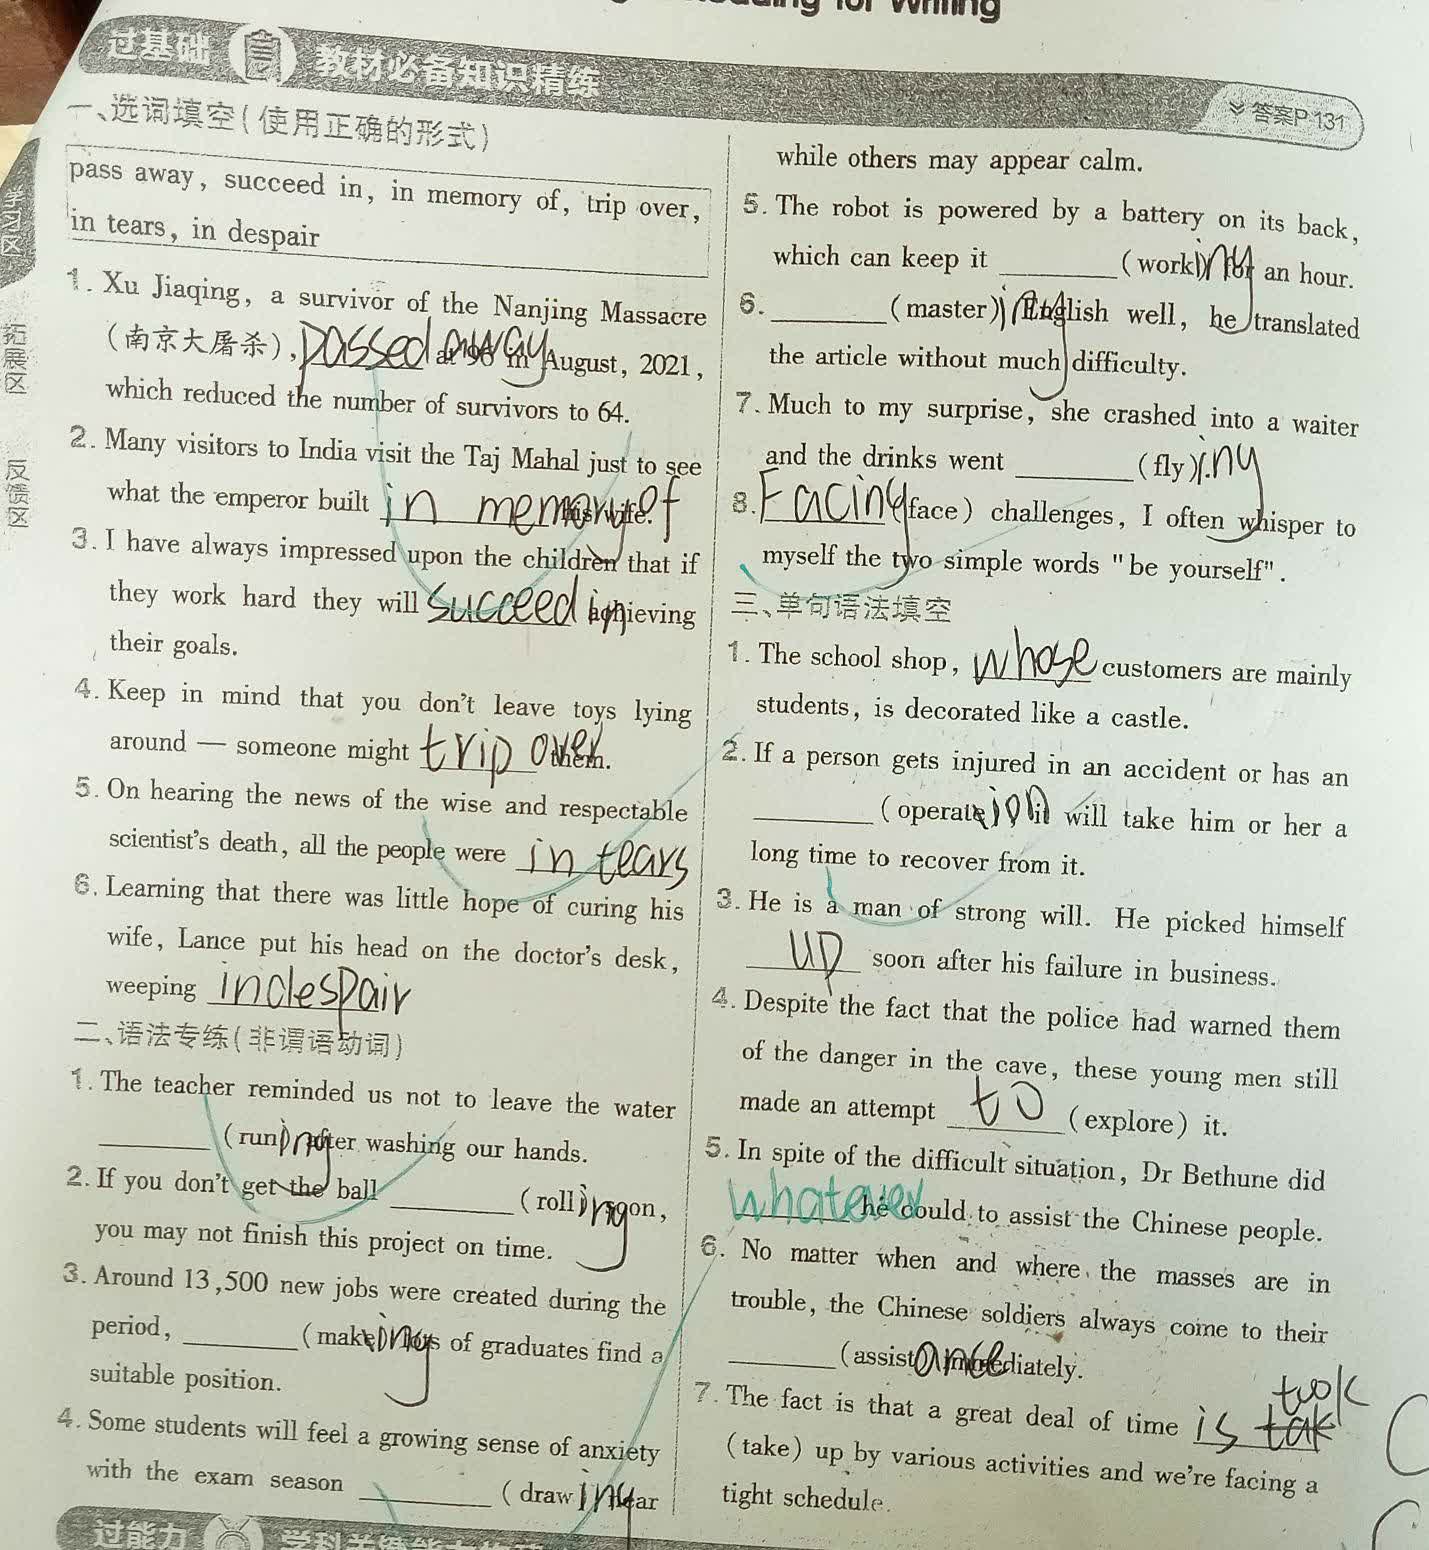 过基础 教材必备知识精练
答案P 131
学习区
拓展区
反馈区
一、选词填空(使用正确的形式)
pass away, succeed in, in memory of, trip over,
in tears, in despair
1. Xu Jiaqing, a survivor of the Nanjing Massacre
(南京大屠杀), passed away at 96 in August, 2021,
which reduced the number of survivors to 64.
2. Many visitors to India visit the Taj Mahal just to see
what the emperor built in memory of his wife.
3. I have always impressed upon the children that if
they work hard they will succeed in achieving
their goals.
4. Keep in mind that you don't leave toys lying
around — someone might trip over them.
5. On hearing the news of the wise and respectable
scientist's death, all the people were in tears
6. Learning that there was little hope of curing his
wife, Lance put his head on the doctor's desk,
weeping in despair
二、语法专练(非谓语动词)
1. The teacher reminded us not to leave the water
________ (run) ing after washing our hands.
2. If you don't get the ball ________ (roll) ing soon,
you may not finish this project on time.
3. Around 13,500 new jobs were created during the
period, ________ (make) ing lots of graduates find a
suitable position.
4. Some students will feel a growing sense of anxiety
with the exam season ________ (draw) ing near
while others may appear calm.
5. The robot is powered by a battery on its back,
which can keep it ________ (work) ing for an hour.
6. ________ (master) ing English well, he translated
the article without much difficulty.
7. Much to my surprise, she crashed into a waiter
and the drinks went ________ (fly) ing
8. Facing (face) challenges, I often whisper to
myself the two simple words "be yourself".
三、单句语法填空
1. The school shop, whose customers are mainly
students, is decorated like a castle.
2. If a person gets injured in an accident or has an
________ (operate) ion it will take him or her a
long time to recover from it.
3. He is a man of strong will. He picked himself
up soon after his failure in business.
4. Despite the fact that the police had warned them
of the danger in the cave, these young men still
made an attempt to (explore) it.
5. In spite of the difficult situation, Dr Bethune did
whatever he could to assist the Chinese people.
6. No matter when and where the masses are in
trouble, the Chinese soldiers always come to their
________ (assist) ance immediately.
7. The fact is that a great deal of time is tak took
(take) up by various activities and we're facing a
tight schedule.
过能力